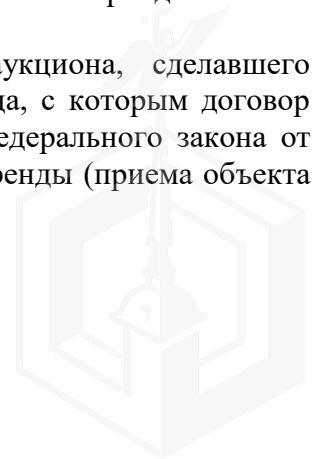 аукциона, сделавшего
да, с которым договор
едерального закона от
ренды (приема объекта